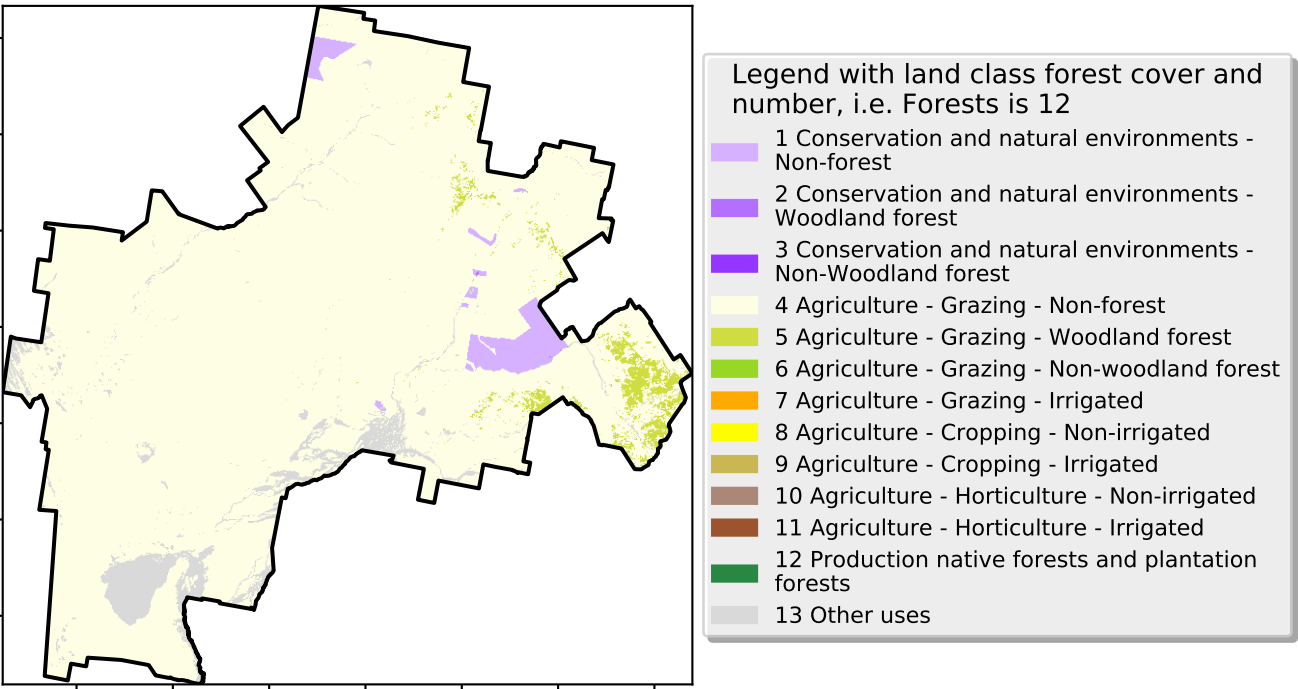 Legend with land class forest cover and
number, i.e. Forests is 12
1 Conservation and natural environments -
Non-forest
2 Conservation and natural environments -
Woodland forest
3 Conservation and natural environments -
Non-Woodland forest
4 Agriculture - Grazing - Non-forest
5 Agriculture - Grazing - Woodland forest
6 Agriculture - Grazing - Non-woodland forest
7 Agriculture - Grazing - Irrigated
8 Agriculture - Cropping - Non-irrigated
9 Agriculture - Cropping - Irrigated
10 Agriculture - Horticulture - Non-irrigated
11 Agriculture - Horticulture - Irrigated
12 Production native forests and plantation
forests
13 Other uses